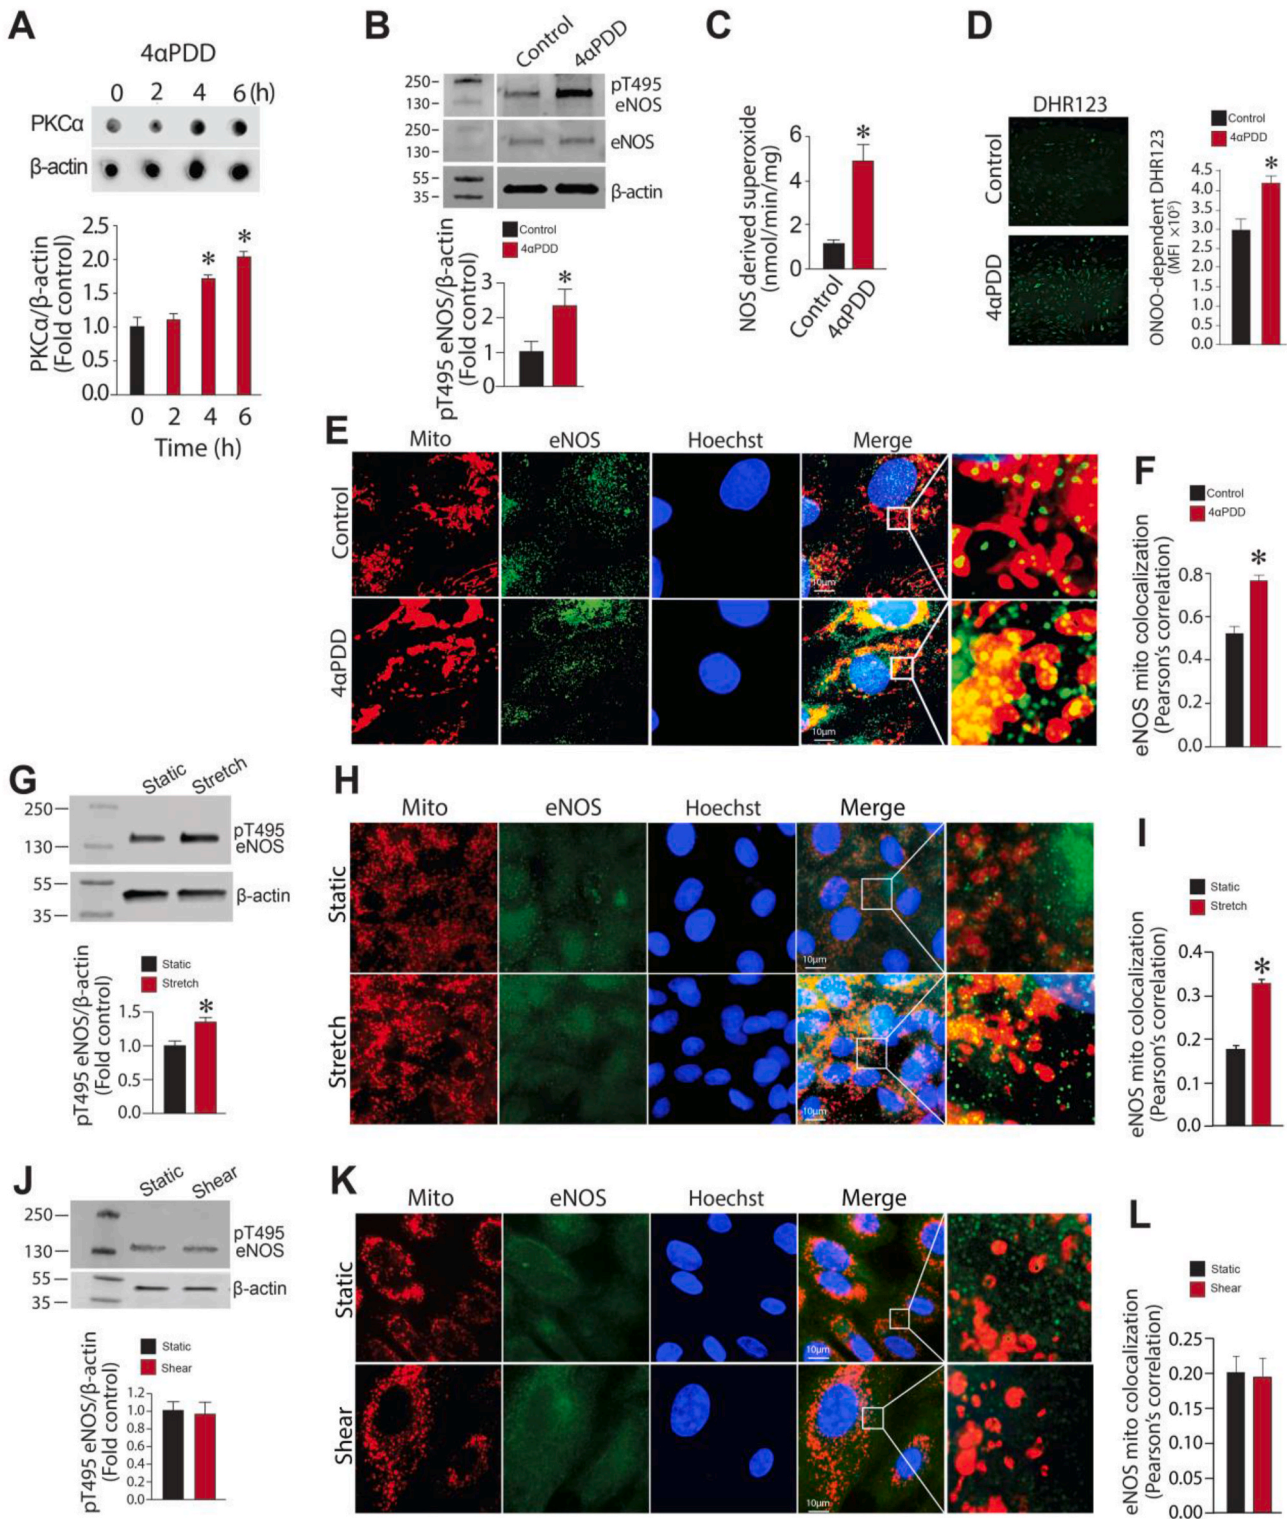 A
4αPDD
0 2 4 6 (h)
PKCα
β-actin
PKCα/β-actin
(Fold control)
2.5
2.0
1.5
1.0
0.5
0.0
*
*
0 2 4 6
Time (h)
B
Control
4αPDD
250
130
pT495
eNOS
250
130
eNOS
55
35
β-actin
Control
4αPDD
pT495 eNOS/β-actin
(Fold control)
3
2
1
0
*
C
NOS derived superoxide
(nmol/min/mg)
6
4
2
0
*
Control
4αPDD
D
DHR123
Control
4αPDD
Control
4αPDD
ONOO-dependent DHR123
(MFI ×10⁵)
4.5
4.0
3.5
3.0
2.5
2.0
1.5
1.0
0.5
0.0
*
E
Mito eNOS Hoechst Merge
Control
10μm
4αPDD
10μm
F
Control
4αPDD
eNOS mito colocalization
(Pearson's correlation)
0.8
0.6
0.4
0.2
0.0
*
G
Static
Stretch
250
130
pT495
eNOS
55
35
β-actin
Static
Stretch
pT495 eNOS/β-actin
(Fold control)
1.5
1.0
0.5
0.0
*
H
Mito eNOS Hoechst Merge
Static
10μm
Stretch
10μm
I
Static
Stretch
eNOS mito colocalization
(Pearson's correlation)
0.4
0.3
0.2
0.1
0.0
*
J
Static
Shear
250
130
pT495
eNOS
55
35
β-actin
Static
Shear
pT495 eNOS/β-actin
(Fold control)
1.2
1.0
0.8
0.6
0.4
0.2
0.0
K
Mito eNOS Hoechst Merge
Static
10μm
Shear
10μm
L
Static
Shear
eNOS mito colocalization
(Pearson's correlation)
0.25
0.20
0.15
0.10
0.05
0.00